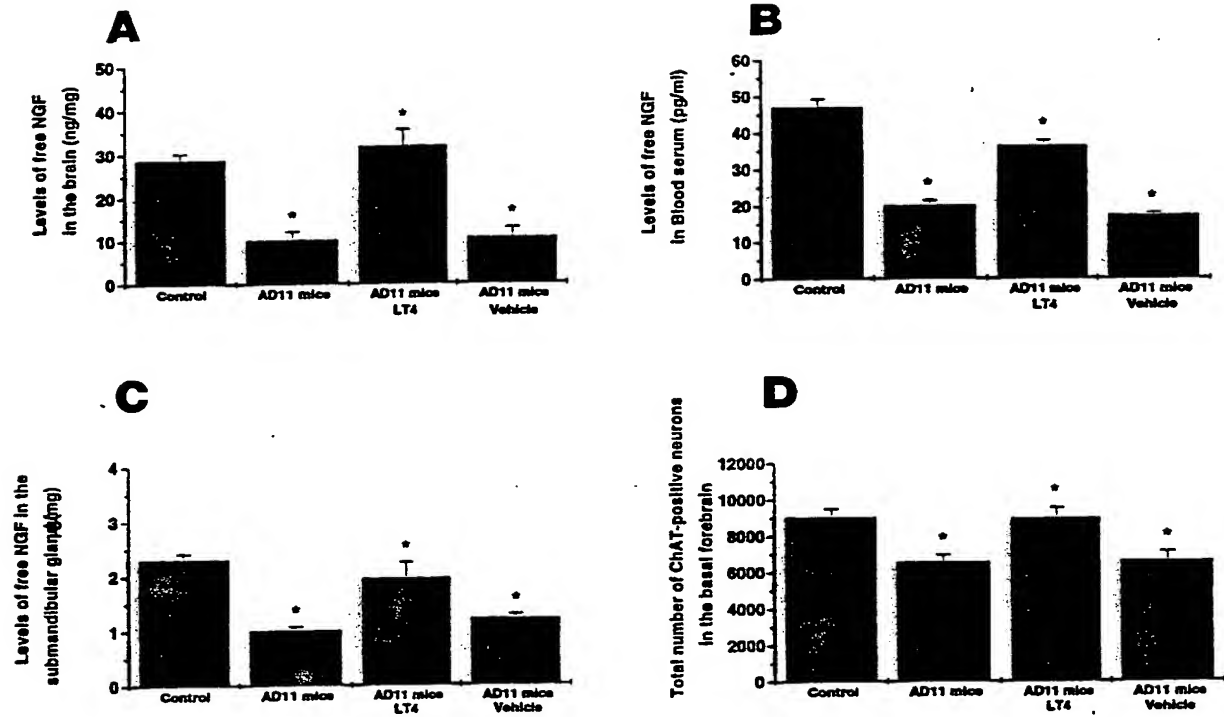 A
Levels of free NGF
in the brain (ng/mg)
50
40
30
20
10
0
*
*
*
Control
AD11 mice
AD11 mice
LT4
AD11 mice
Vehicle
B
Levels of free NGF
in Blood serum (pg/ml)
60
50
40
30
20
10
0
*
*
*
Control
AD11 mice
AD11 mice
LT4
AD11 mice
Vehicle
C
Levels of free NGF in the
submandibular gland
4
3
2
1
0
*
*
*
Control
AD11 mice
AD11 mice
LT4
AD11 mice
Vehicle
D
Total number of ChAT-positive neurons
in the basal forebrain
12000
10000
8000
6000
4000
2000
0
*
*
*
Control
AD11 mice
AD11 mice
LT4
AD11 mice
Vehicle